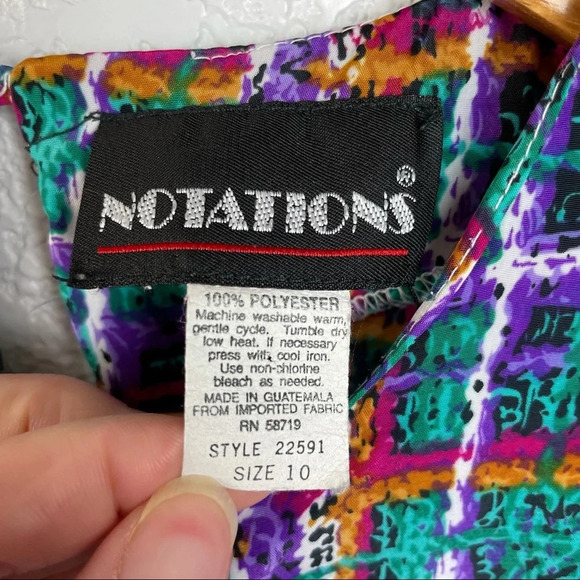 NOTATIONS®
100% POLYESTER
Machine washable warm,
gentle cycle. Tumble dry
low heat. If necessary
press with cool iron.
Use non-chlorine
bleach as needed.
MADE IN GUATEMALA
FROM IMPORTED FABRIC
RN 58719
STYLE 22591
SIZE 10